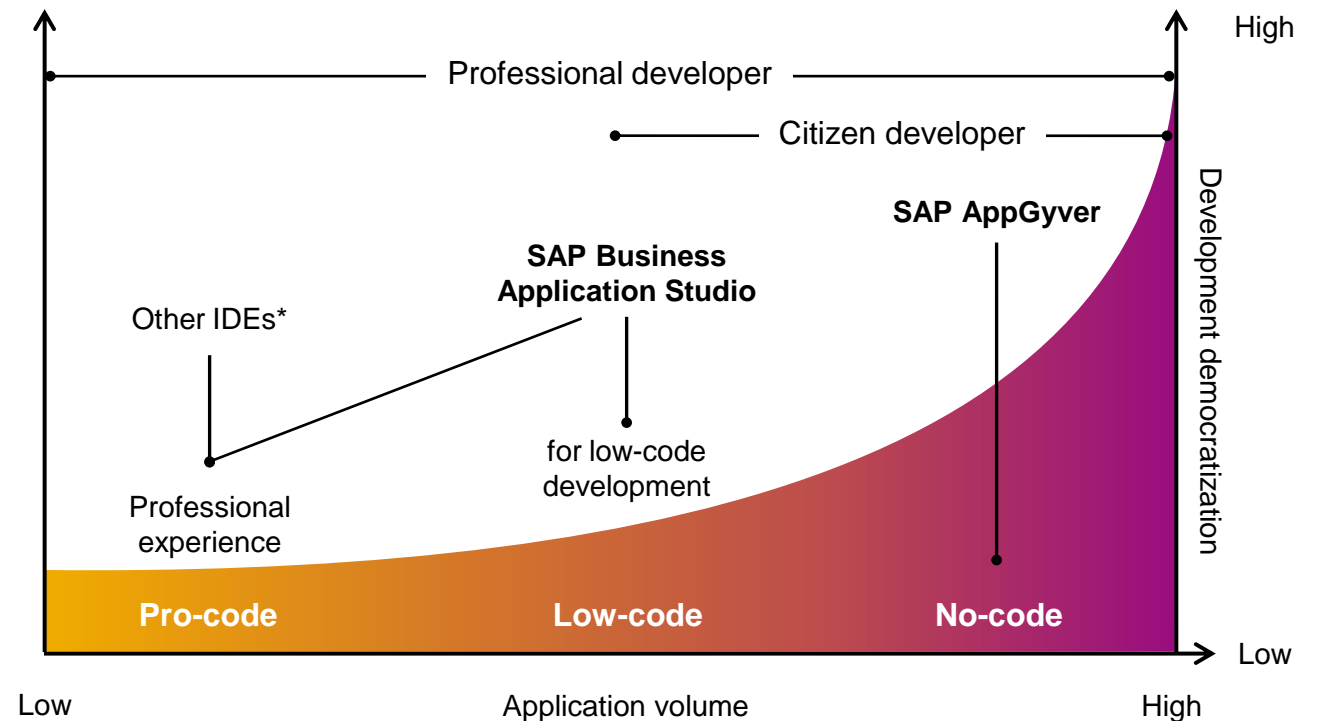 High
Professional developer
Citizen developer
SAP AppGyver
Development democratization
SAP Business
Application Studio
Other IDEs*
for low-code
development
Professional
experience
Pro-code
Low-code
No-code
Low
Low
Application volume
High